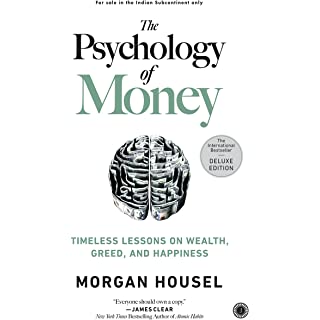 For sale in the Indian Subcontinent only
The
Psychology
of
Money
The
International
Bestseller
DELUXE
EDITION
TIMELESS LESSONS ON WEALTH,
GREED, AND HAPPINESS
MORGAN HOUSEL
"Everyone should own a copy."
—JAMES CLEAR
New York Times Bestselling Author of Atomic Habits